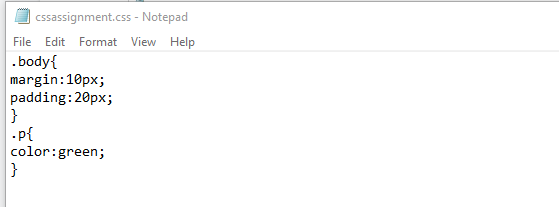 cssassignment.css - Notepad
File Edit Format View Help
.body{
margin:10px;
padding:20px;
}
.p{
color:green;
}